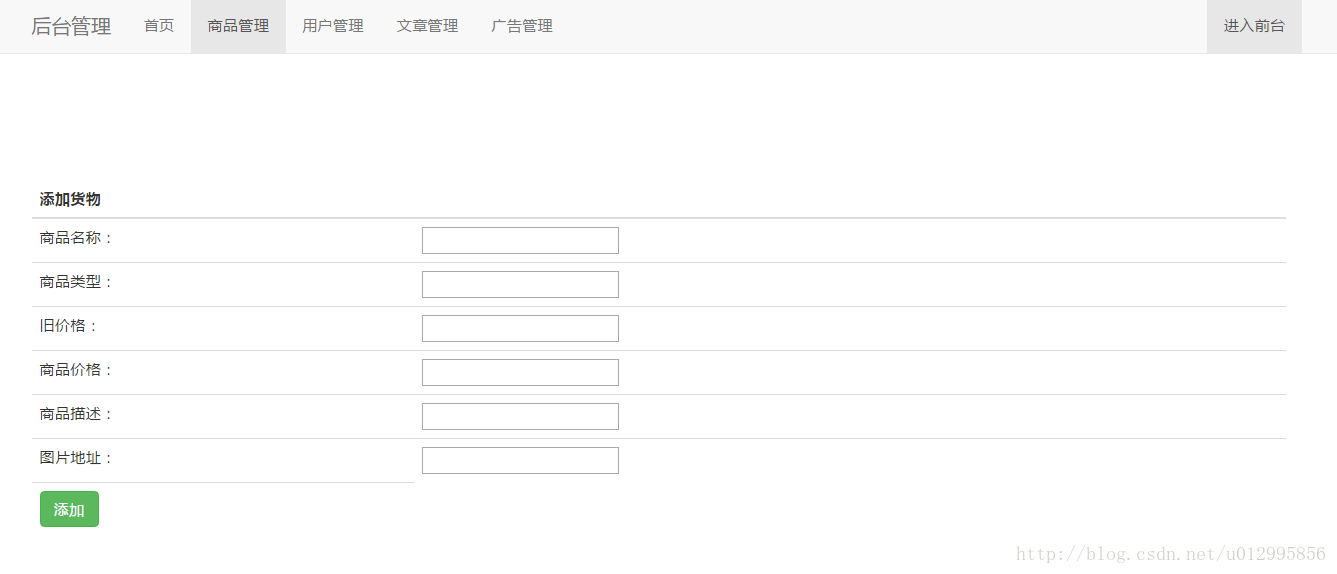 后台管理 首页 商品管理 用户管理 文章管理 广告管理 进入前台
添加货物
商品名称：
商品类型：
旧价格：
商品价格：
商品描述：
图片地址：
添加
http://blog.csdn.net/u012995856